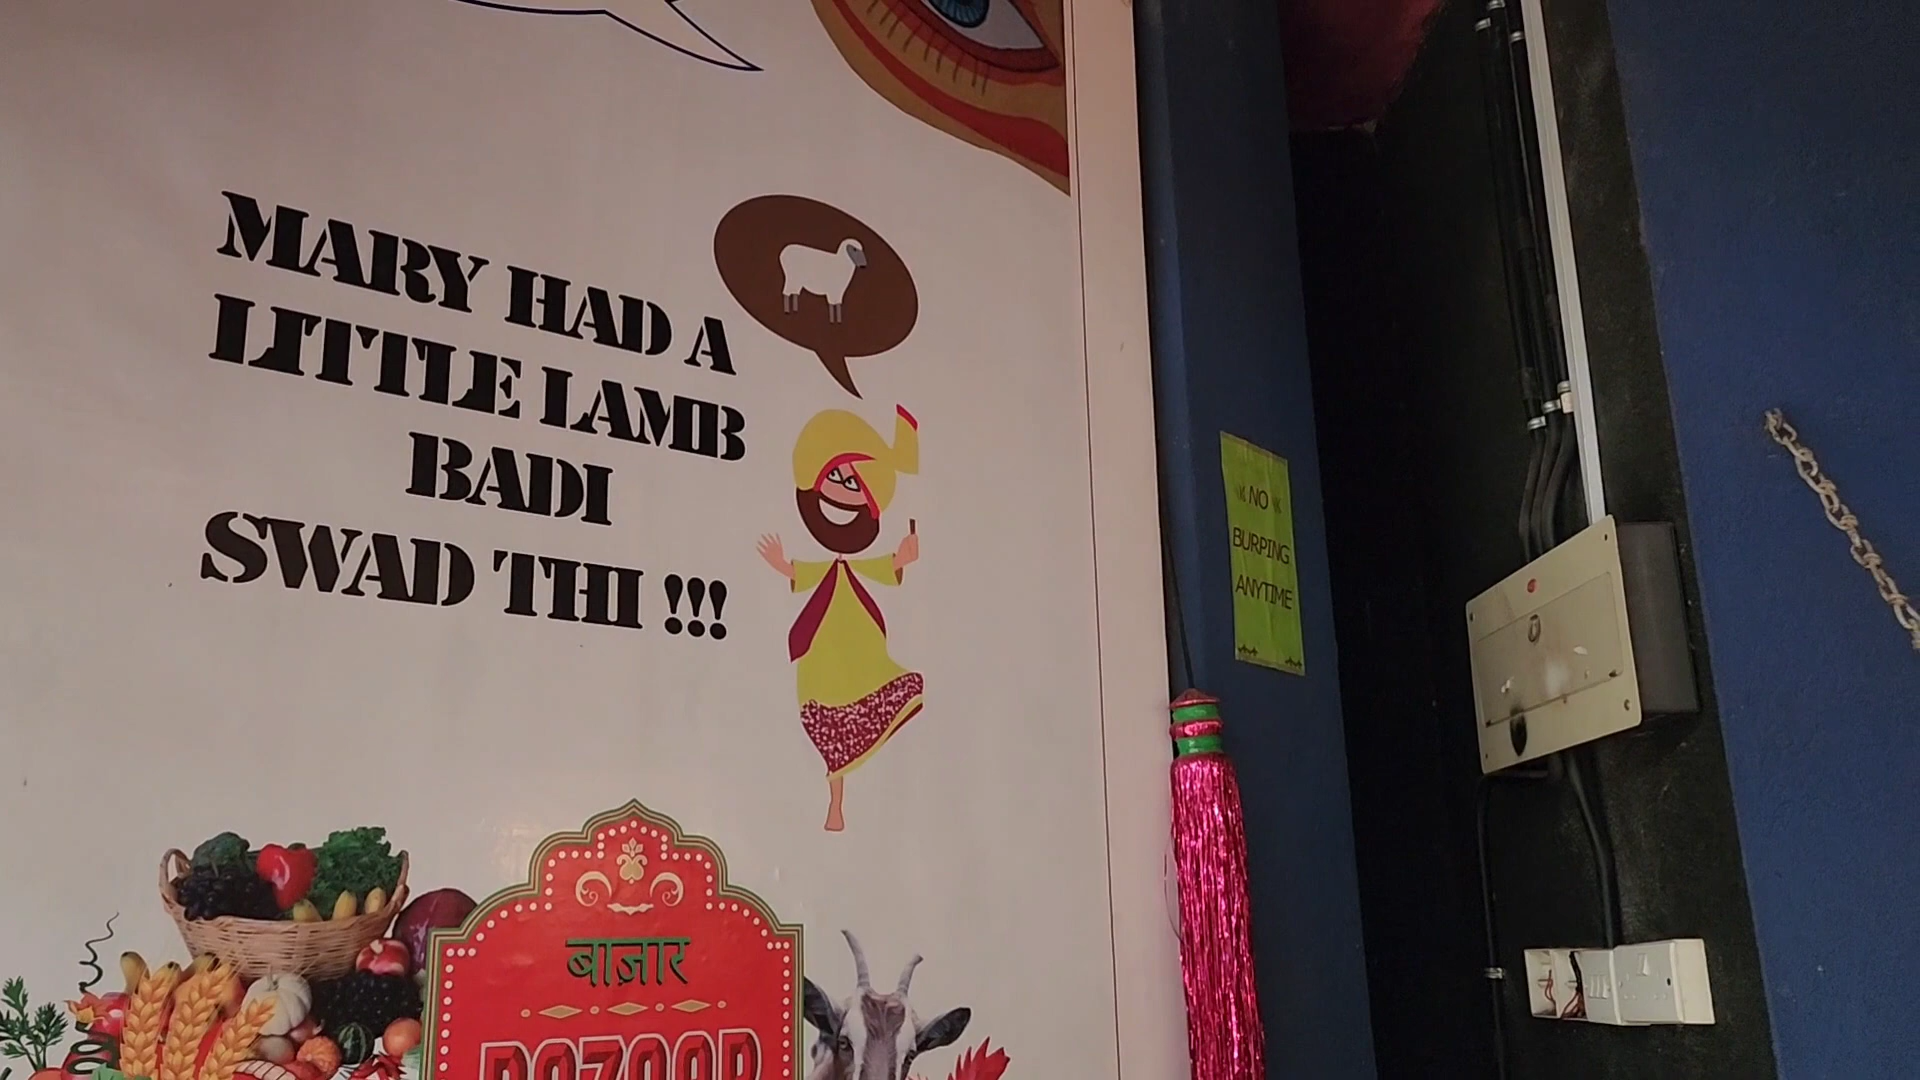 MARY HAD A
LITTLE LAMB
BADI
SWAD THI !!!
NO
BURPING
ANYTIME
बाज़ार